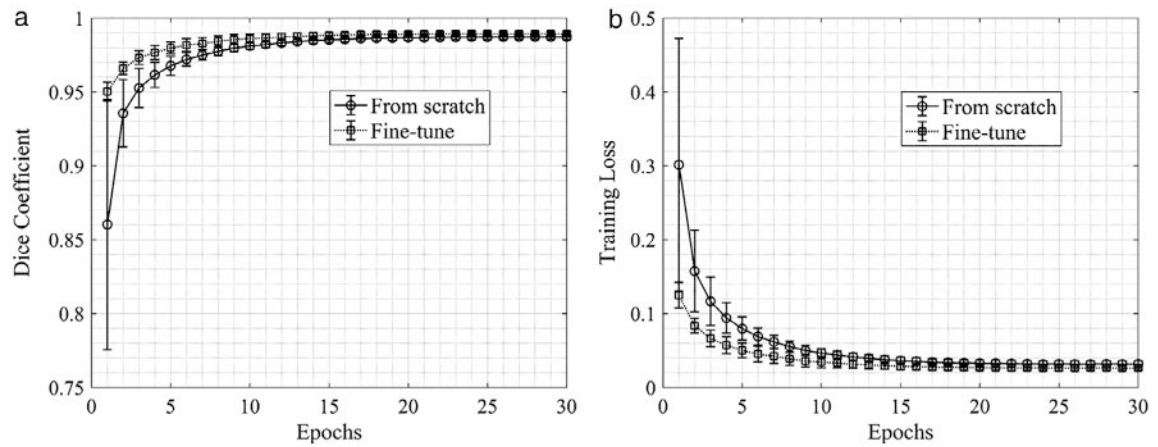 a
1
0.95
0.9
0.85
0.8
0.75
Dice Coefficient
From scratch
Fine-tune
0 5 10 15 20 25 30
Epochs
b
0.5
0.4
0.3
0.2
0.1
0
Training Loss
From scratch
Fine-tune
0 5 10 15 20 25 30
Epochs